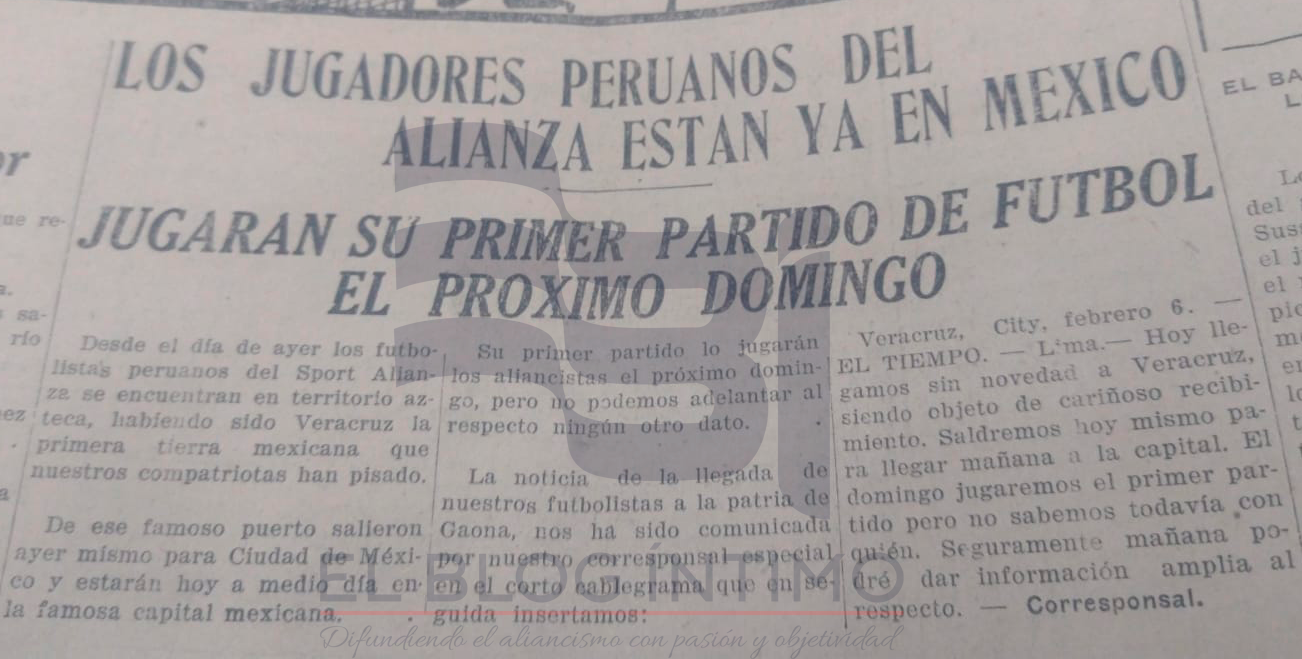 LOS JUGADORES PERUANOS DEL
ALIANZA ESTAN YA EN MEXICO
JUGARAN SU PRIMER PARTIDO DE FUTBOL
EL PROXIMO DOMINGO
Desde el día de ayer los futbo-
listas peruanos del Sport Alian-
za se encuentran en territorio az-
teca, habiendo sido Veracruz la
primera tierra mexicana que
nuestros compatriotas han pisado.
De ese famoso puerto salieron
ayer mismo para Ciudad de Méxi-
co y estarán hoy a medio día en
la famosa capital mexicana.
Su primer partido lo jugarán
los aliancistas el próximo domin-
go, pero no podemos adelantar al
respecto ningún otro dato.
La noticia de la llegada de
nuestros futbolistas a la patria de
Gaona, nos ha sido comunicada
por nuestro corresponsal especial
en el corto cablegrama que en se-
guida insertamos:
Veracruz, City, febrero 6. —
EL TIEMPO. — Lima.— Hoy lle-
gamos sin novedad a Veracruz,
siendo objeto de cariñoso recibi-
miento. Saldremos hoy mismo pa-
ra llegar mañana a la capital. El
domingo jugaremos el primer par-
tido pero no sabemos todavía con
quién. Seguramente mañana po-
dré dar información amplia al
respecto. — Corresponsal.
EL BLOG ÍNTIMO
Difundiendo el aliancismo con pasión y objetividad
EL BA
del
el j
el